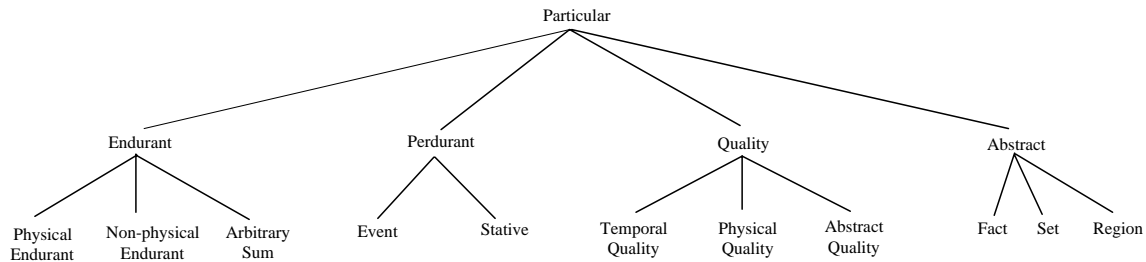 Particular
Endurant
Perdurant
Quality
Abstract
Physical
Endurant
Non-physical
Endurant
Arbitrary
Sum
Event
Stative
Temporal
Quality
Physical
Quality
Abstract
Quality
Fact
Set
Region